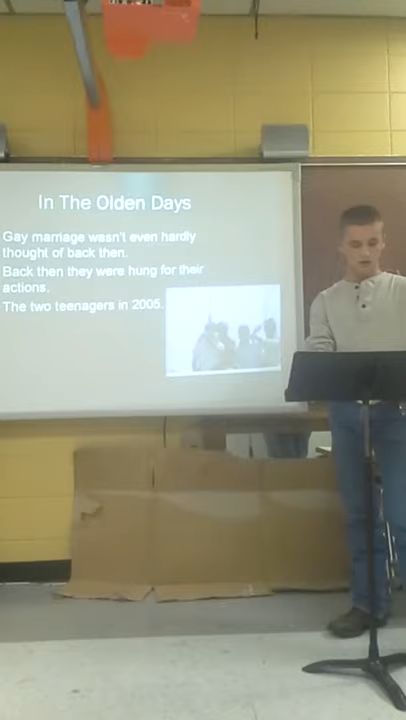 In The Olden Days
Gay marriage wasn't even hardly
thought of back then.
Back then they were hung for their
actions.
The two teenagers in 2005.